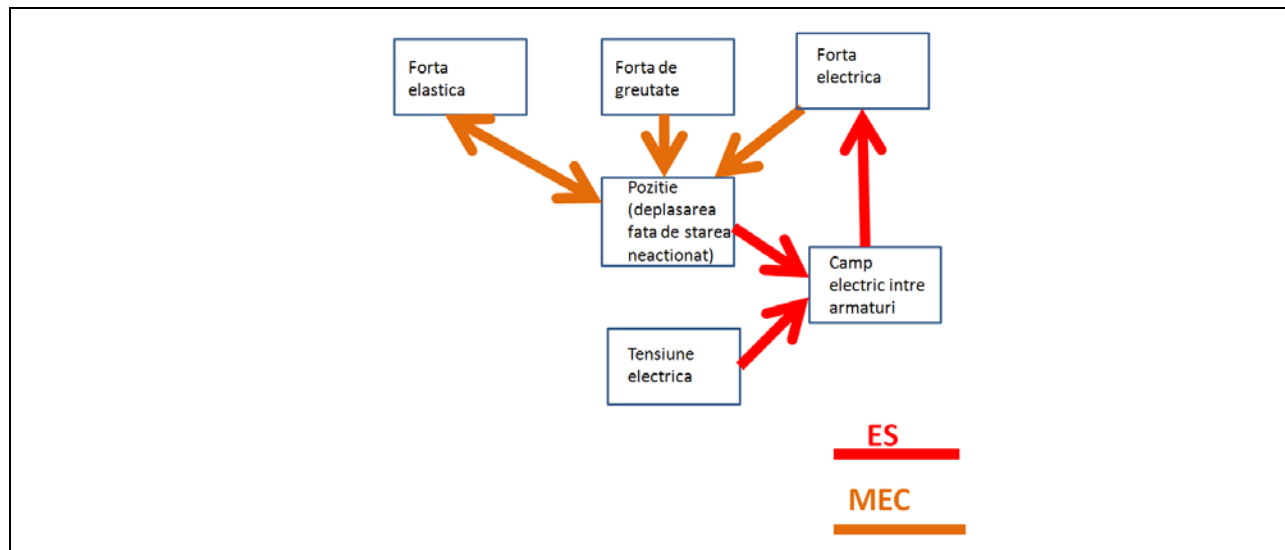 Forta
elastica
Forta de
greutate
Forta
electrica
Pozitie
(deplasarea
fata de starea
neactionat)
Camp
electric intre
armaturi
Tensiune
electrica
ES
MEC